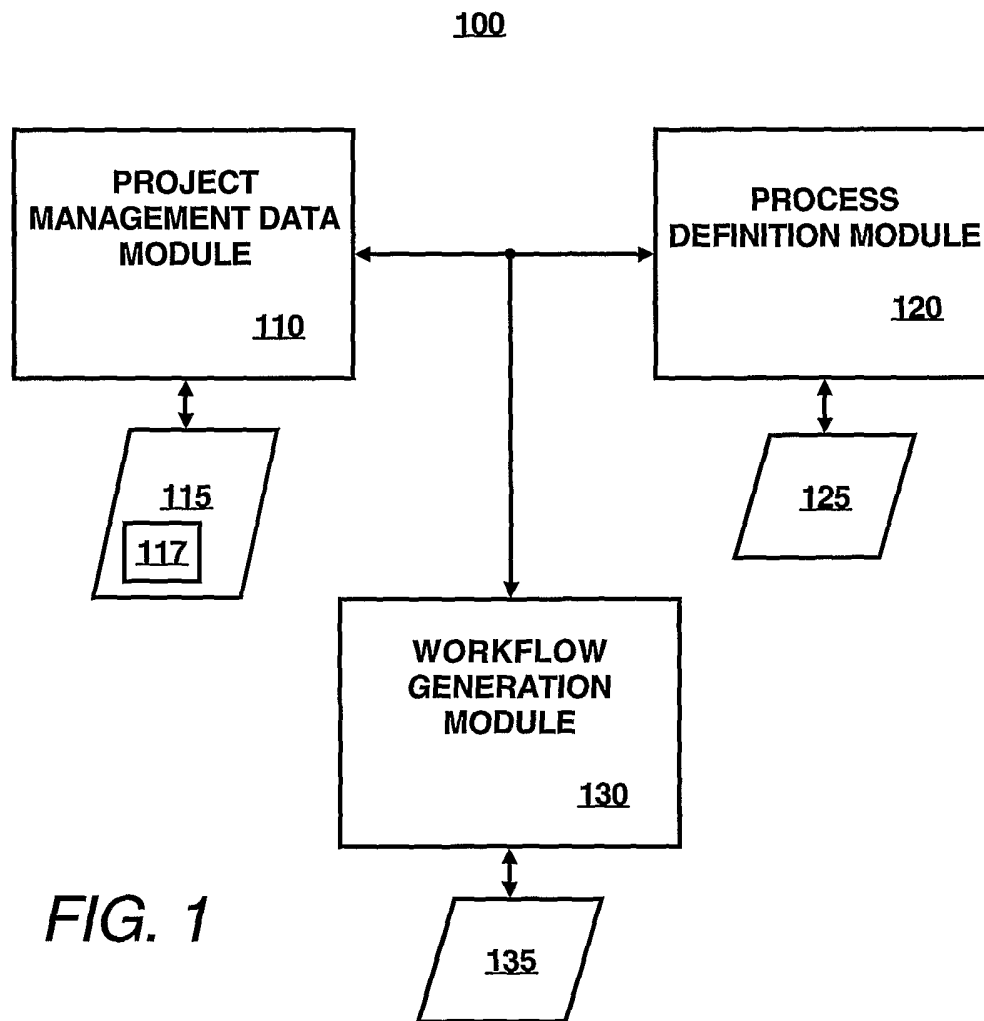 100
PROJECT
MANAGEMENT DATA
MODULE
110
PROCESS
DEFINITION MODULE
120
115
117
125
WORKFLOW
GENERATION
MODULE
130
135
FIG. 1